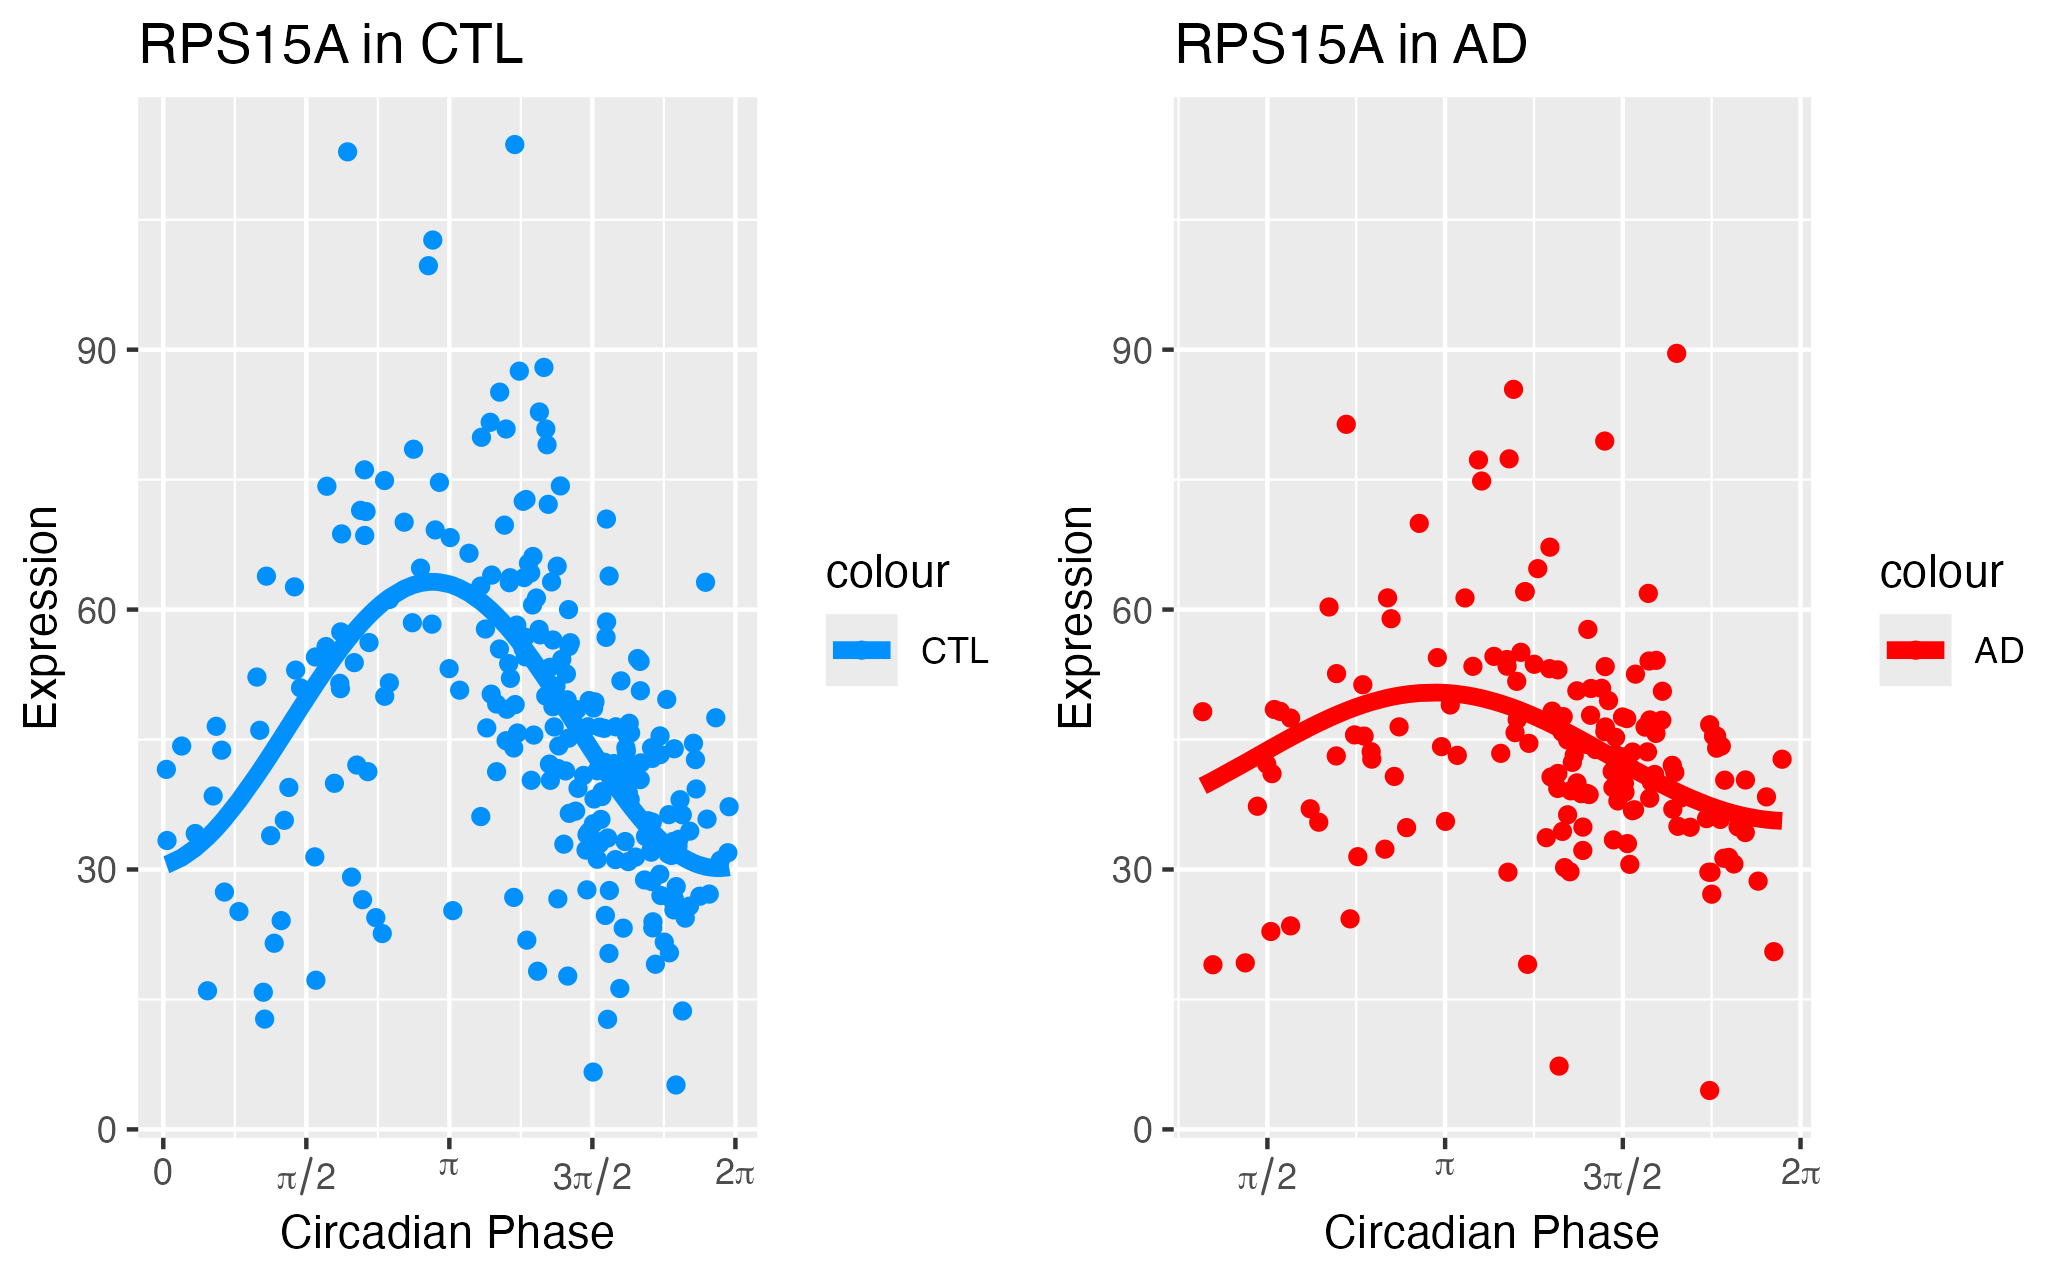 RPS15A in CTL
Expression
90
60
30
0
0 π/2 π 3π/2 2π
Circadian Phase
colour
CTL
RPS15A in AD
Expression
90
60
30
0
π/2 π 3π/2 2π
Circadian Phase
colour
AD